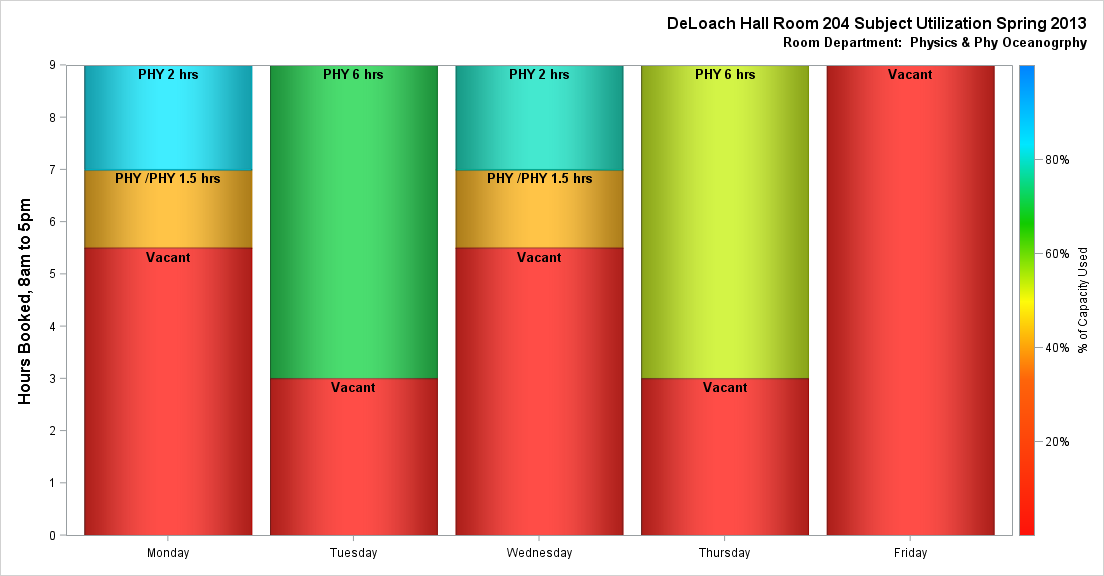 DeLoach Hall Room 204 Subject Utilization Spring 2013
Room Department:  Physics & Phy Oceanogrphy
Hours Booked, 8am to 5pm
9
8
7
6
5
4
3
2
1
0
PHY 2 hrs
PHY /PHY 1.5 hrs
Vacant
PHY 6 hrs
Vacant
PHY 2 hrs
PHY /PHY 1.5 hrs
Vacant
PHY 6 hrs
Vacant
Vacant
Monday
Tuesday
Wednesday
Thursday
Friday
80%
60%
40%
20%
% of Capacity Used